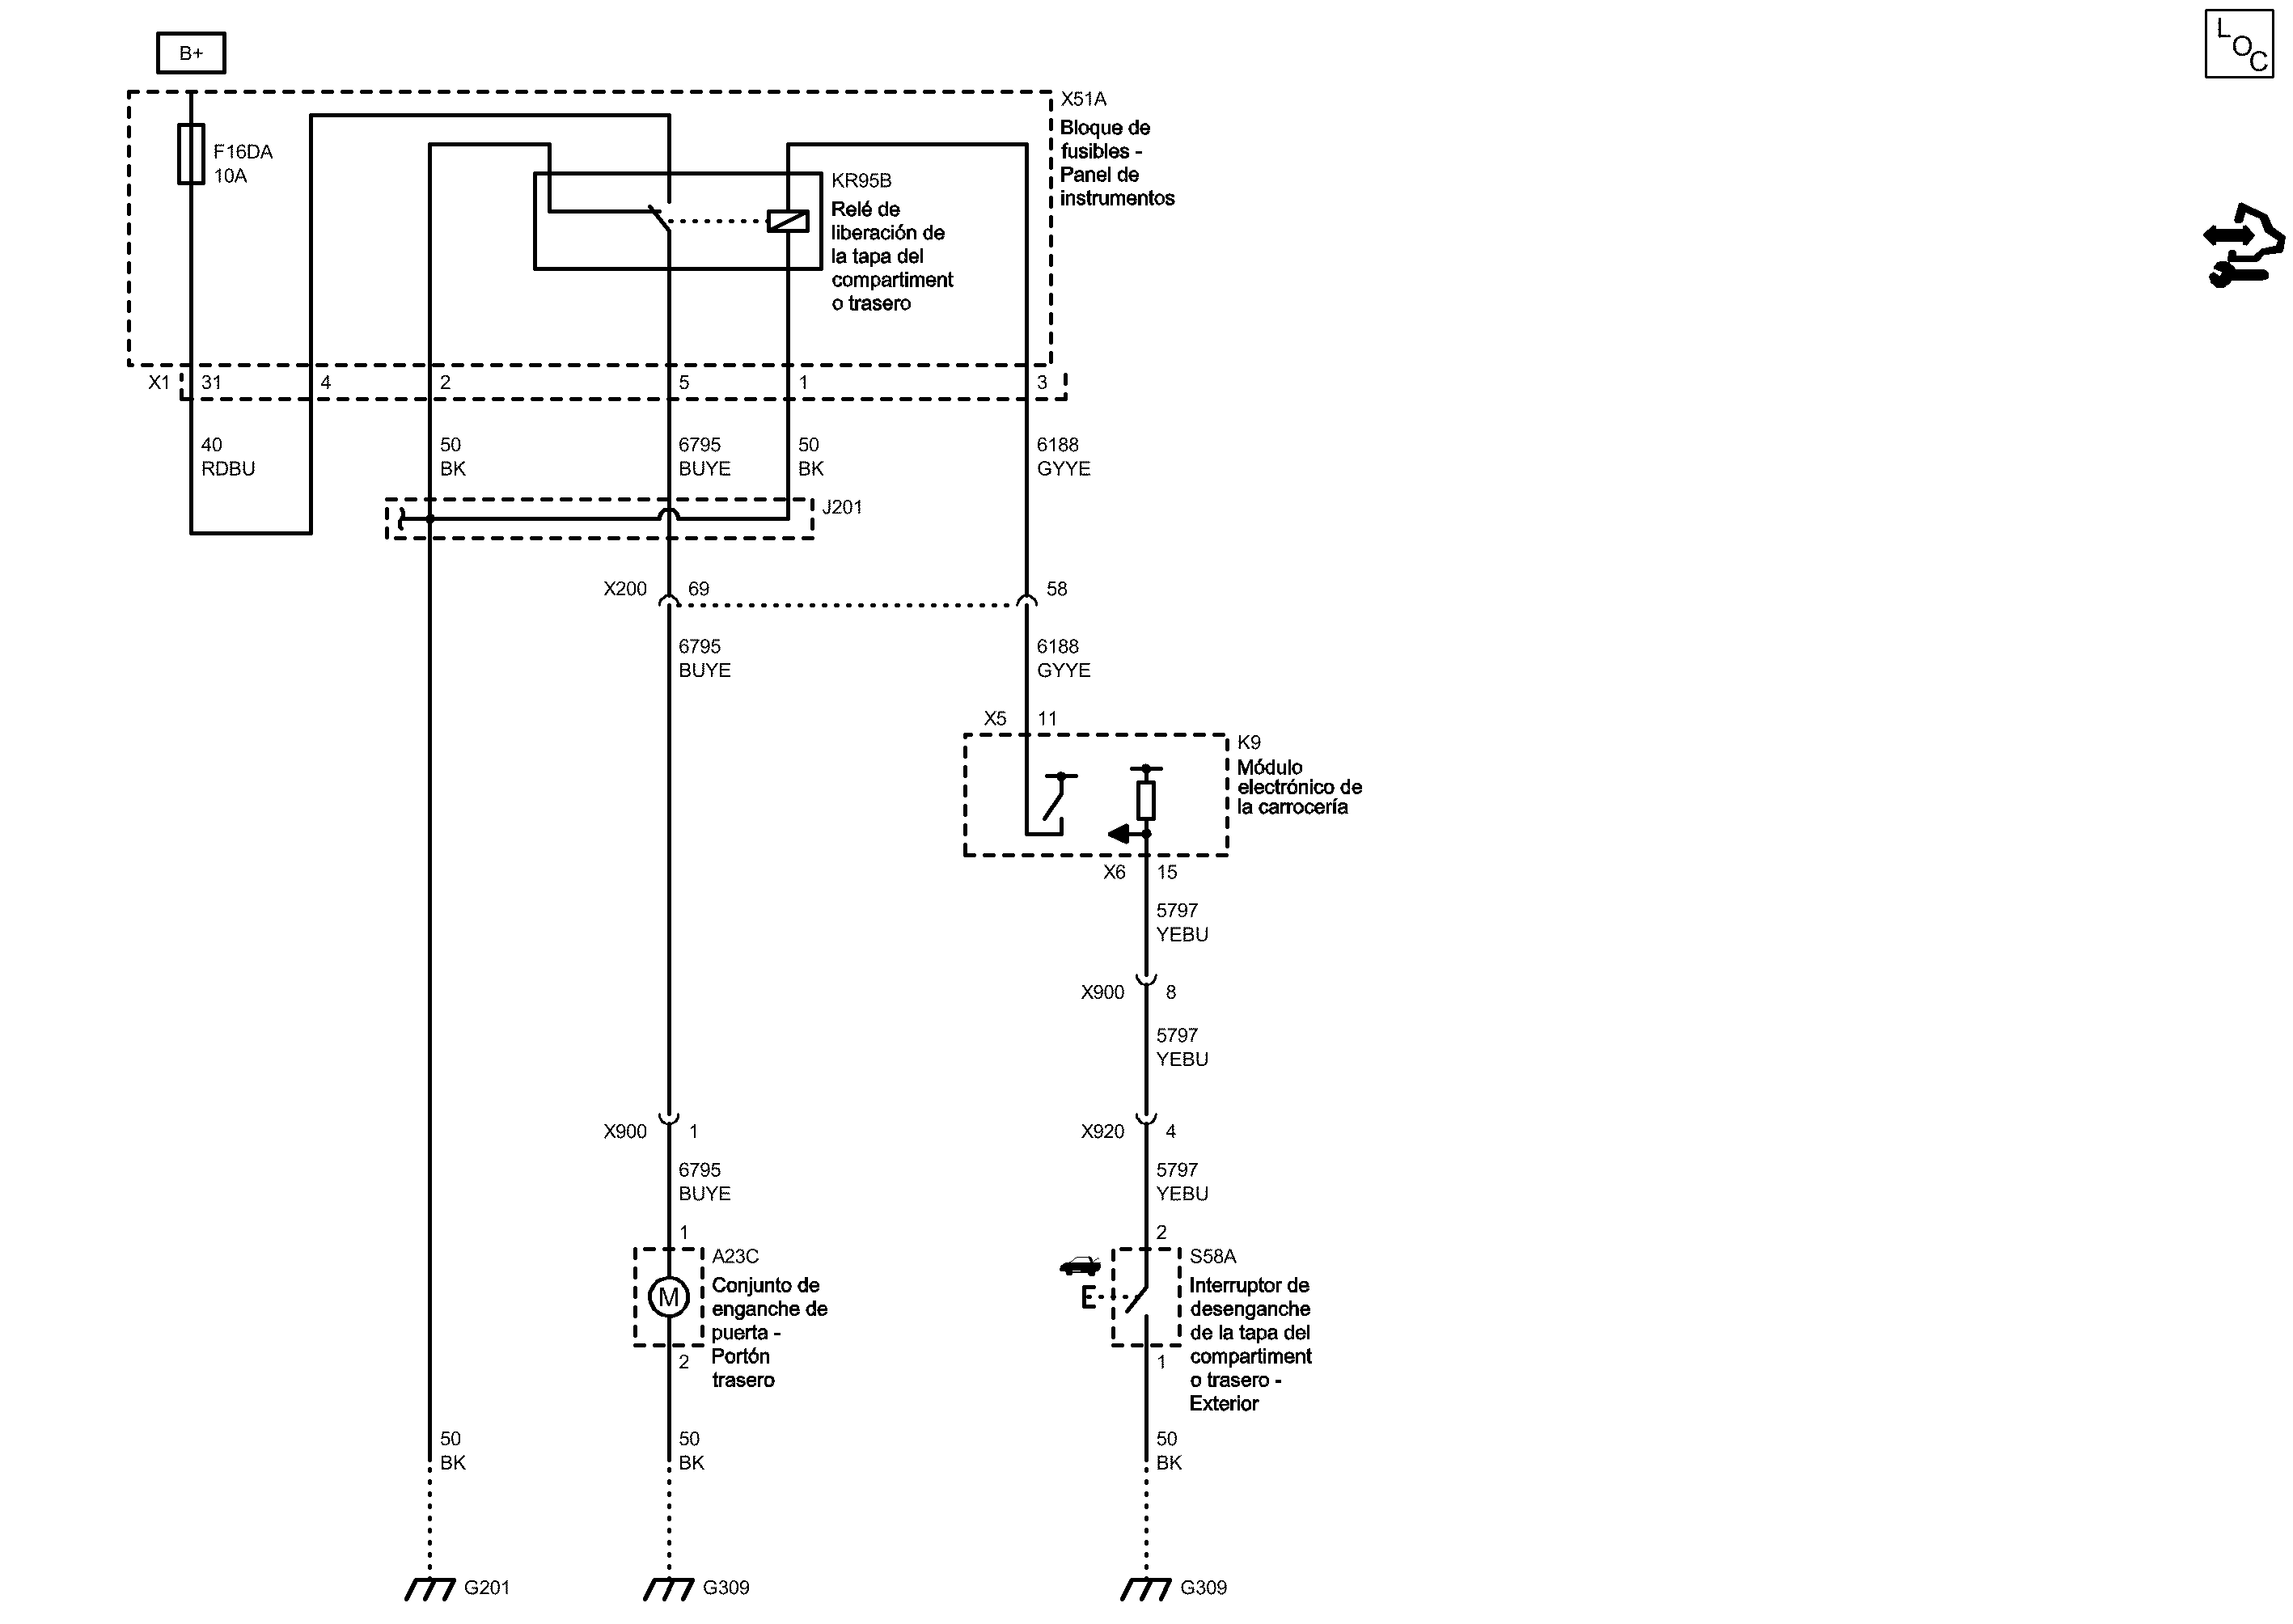 B+
LOC
X51A
Bloque de
fusibles -
Panel de
instrumentos
F16DA
10A
KR95B
Relé de
liberación de
la tapa del
compartiment
o trasero
X1 31 4 2 5 1 3
40 50 6795 50 6188
RDBU BK BUYE BK GYYE
J201
X200 69 58
6795 6188
BUYE GYYE
X5 11
K9
Módulo
electrónico de
la carrocería
X6 15
5797
YEBU
X900 8
5797
YEBU
X900 1 X920 4
6795 5797
BUYE YEBU
1 2
A23C
Conjunto de
enganche de
puerta -
Portón
trasero
M
2
S58A
Interruptor de
desenganche
de la tapa del
compartiment
o trasero -
Exterior
E
1
50 50 50
BK BK BK
G201 G309 G309